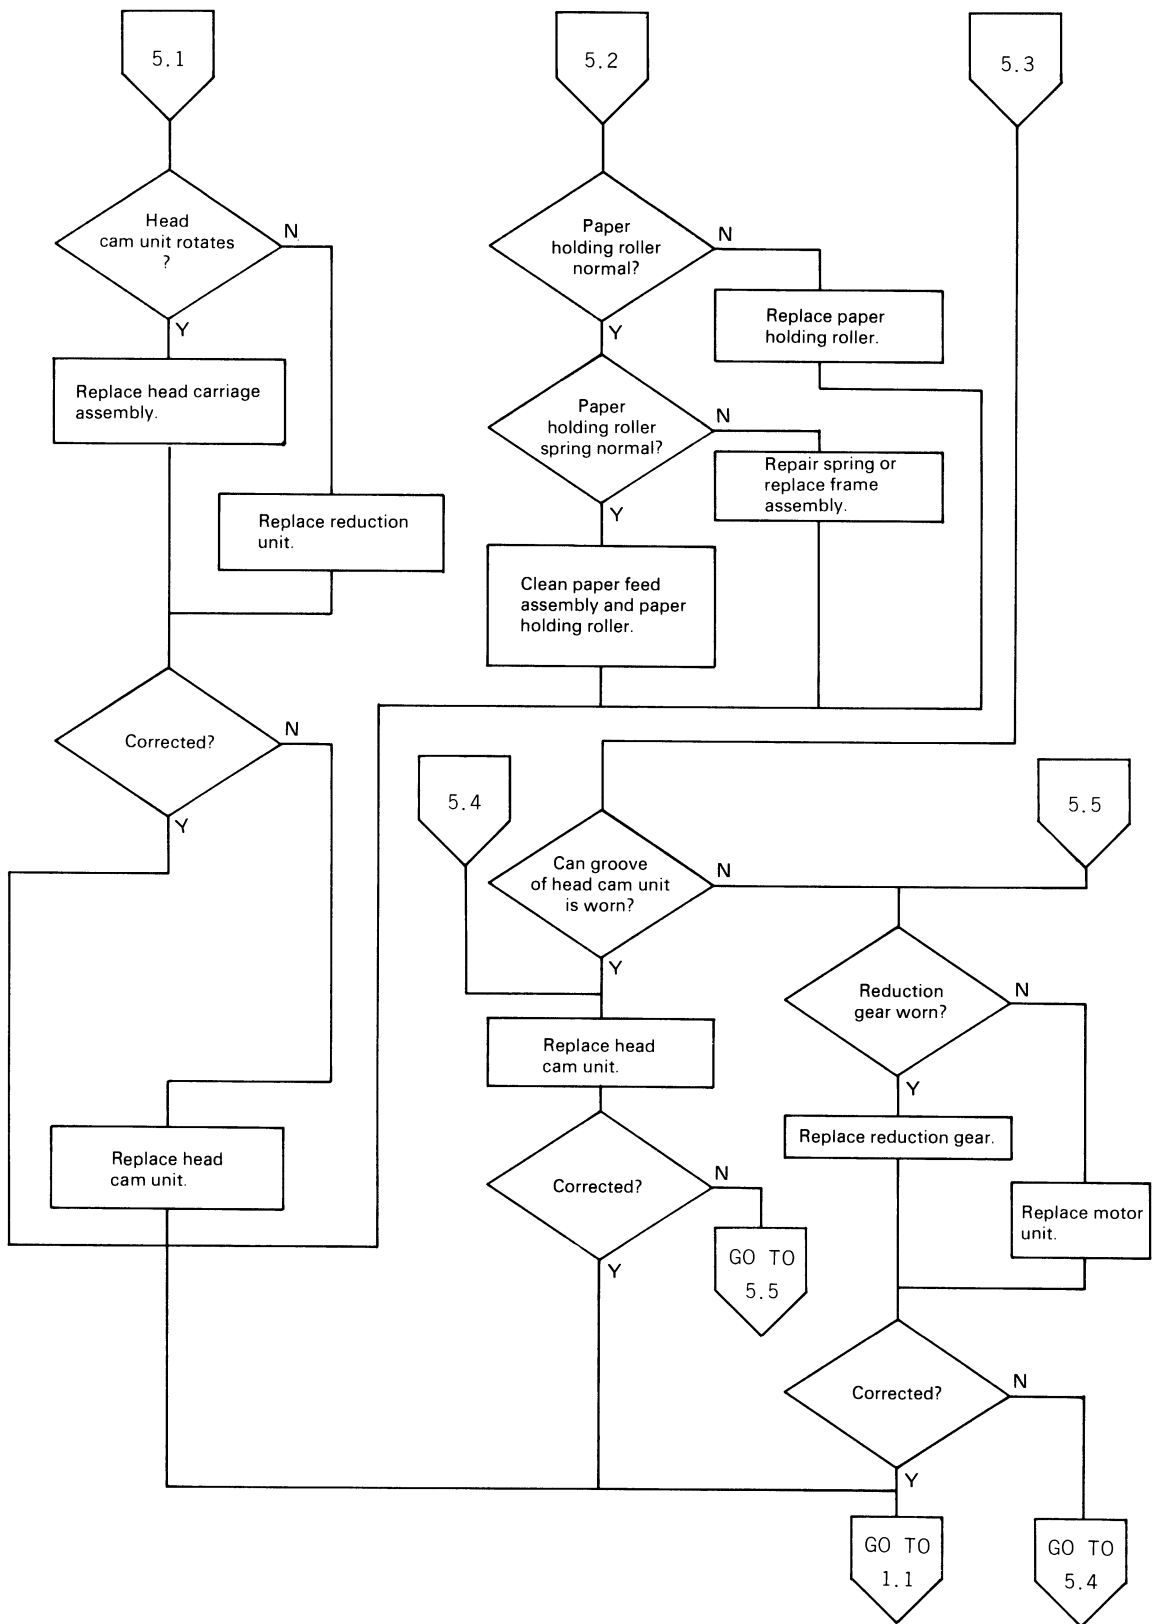 5.1
5.2
5.3
Head
cam unit rotates
?
N
Y
Replace head carriage
assembly.
Replace reduction
unit.
Corrected?
N
Y
Replace head
cam unit.
Paper
holding roller
normal?
N
Y
Replace paper
holding roller.
Paper
holding roller
spring normal?
N
Y
Repair spring or
replace frame
assembly.
Clean paper feed
assembly and paper
holding roller.
5.4
5.5
Can groove
of head cam unit
is worn?
N
Y
Replace head
cam unit.
Corrected?
N
Y
GO TO
5.5
Reduction
gear worn?
N
Y
Replace reduction gear.
Replace motor
unit.
Corrected?
N
Y
GO TO
1.1
GO TO
5.4